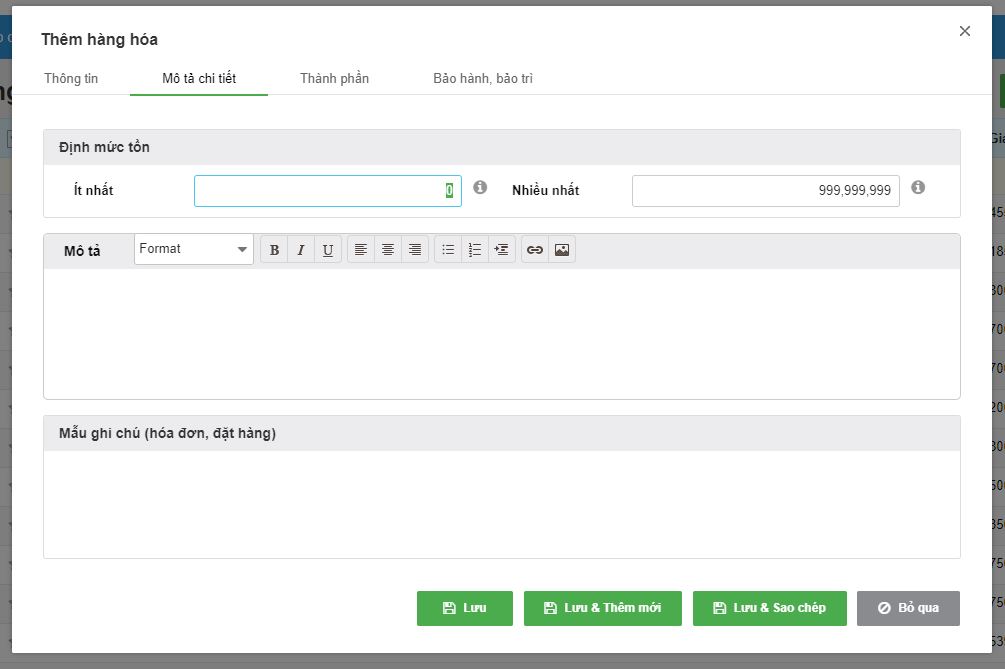 Thêm hàng hóa
Thông tin
Mô tả chi tiết
Thành phần
Bảo hành, bảo trì
Định mức tồn
Ít nhất
0
Nhiều nhất
999,999,999
Mô tả
Format
B I U
Mẫu ghi chú (hóa đơn, đặt hàng)
Lưu
Lưu & Thêm mới
Lưu & Sao chép
Bỏ qua